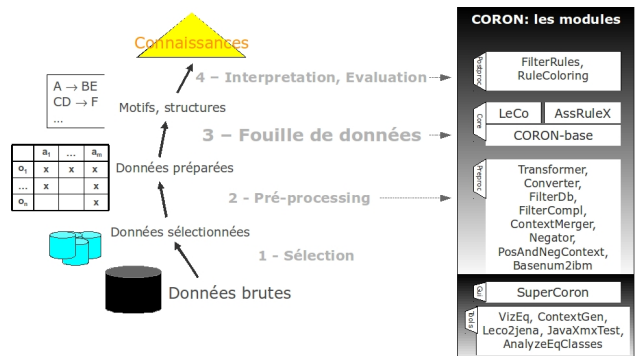 Connaissances
4 – Interpretation, Evaluation
A → BE
CD → F
...
Motifs, structures
3 – Fouille de données
a1 ... am
o1 x x x
... x x
on x
Données préparées
2 - Pré-processing
Données sélectionnées
1 - Sélection
Données brutes
CORON: les modules
Postproc
FilterRules,
RuleColoring
Core
LeCo
AssRuleX
CORON-base
Preproc
Transformer,
Converter,
FilterDb,
FilterCompl,
ContextMerger,
Negator,
PosAndNegContext,
Basenum2ibm
Gui
SuperCoron
Tools
VizEq, ContextGen,
Leco2jena, JavaXmxTest,
AnalyzeEqClasses